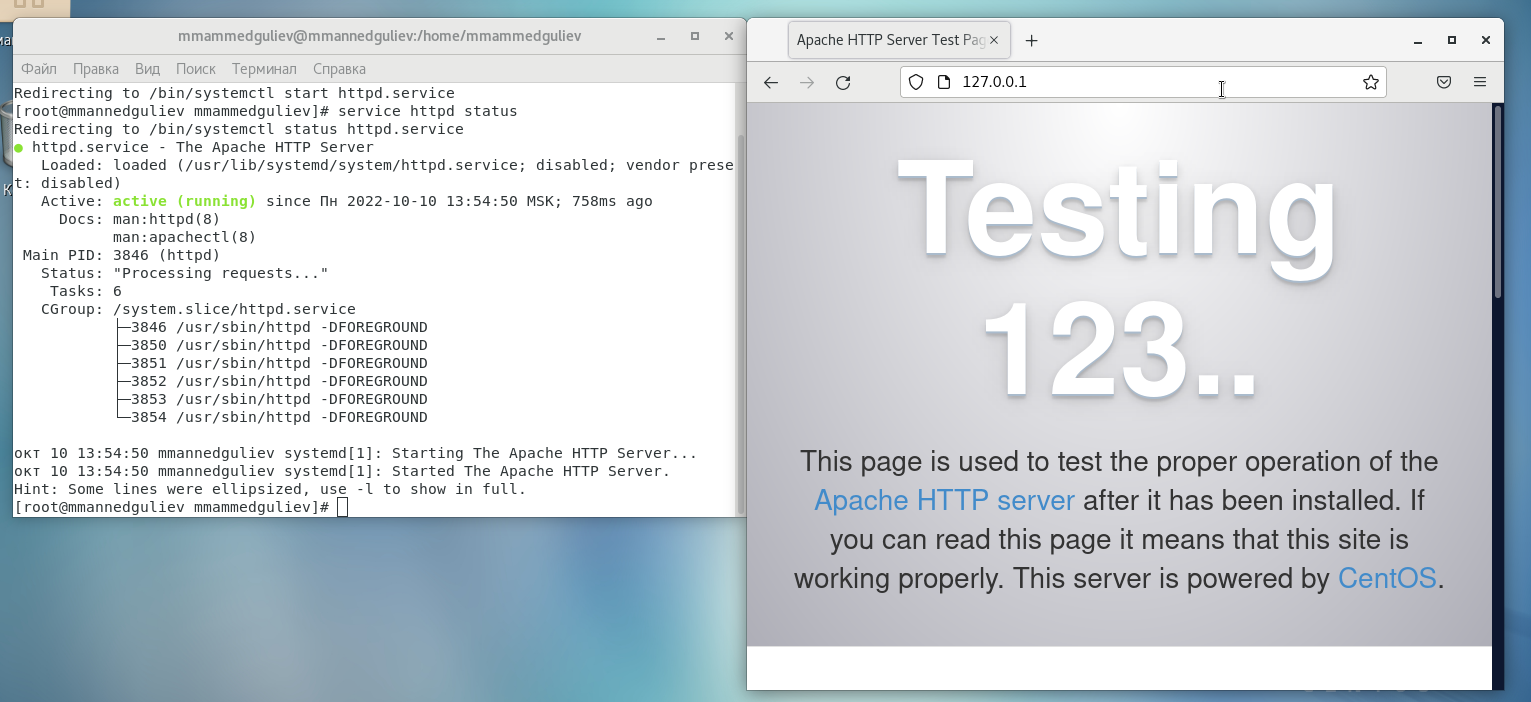 mmammedguliev@mmannedguliev:/home/mmammedguliev
Файл Правка Вид Поиск Терминал Справка
Redirecting to /bin/systemctl start httpd.service
[root@mmannedguliev mmammedguliev]# service httpd status
Redirecting to /bin/systemctl status httpd.service
● httpd.service - The Apache HTTP Server
Loaded: loaded (/usr/lib/systemd/system/httpd.service; disabled; vendor prese
t: disabled)
Active: active (running) since Пн 2022-10-10 13:54:50 MSK; 758ms ago
Docs: man:httpd(8)
man:apachectl(8)
Main PID: 3846 (httpd)
Status: "Processing requests..."
Tasks: 6
CGroup: /system.slice/httpd.service
├─3846 /usr/sbin/httpd -DFOREGROUND
├─3850 /usr/sbin/httpd -DFOREGROUND
├─3851 /usr/sbin/httpd -DFOREGROUND
├─3852 /usr/sbin/httpd -DFOREGROUND
├─3853 /usr/sbin/httpd -DFOREGROUND
└─3854 /usr/sbin/httpd -DFOREGROUND
окт 10 13:54:50 mmannedguliev systemd[1]: Starting The Apache HTTP Server...
окт 10 13:54:50 mmannedguliev systemd[1]: Started The Apache HTTP Server.
Hint: Some lines were ellipsized, use -l to show in full.
[root@mmannedguliev mmammedguliev]#
Apache HTTP Server Test Pag
127.0.0.1
Testing
123..
This page is used to test the proper operation of the
Apache HTTP server after it has been installed. If
you can read this page it means that this site is
working properly. This server is powered by CentOS.